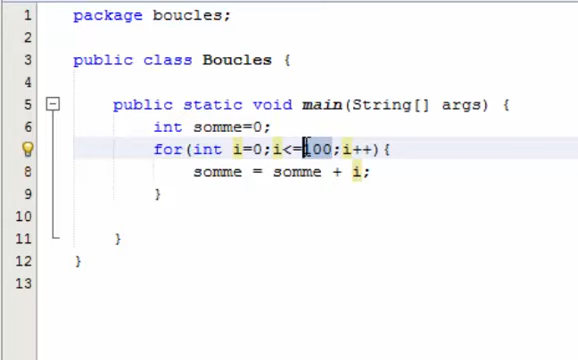 1 package boucles;
2
3 public class Boucles {
4
5 public static void main(String[] args) {
6 int somme=0;
for(int i=0;i<=100;i++){
8 somme = somme + i;
9 }
10
11 }
12 }
13